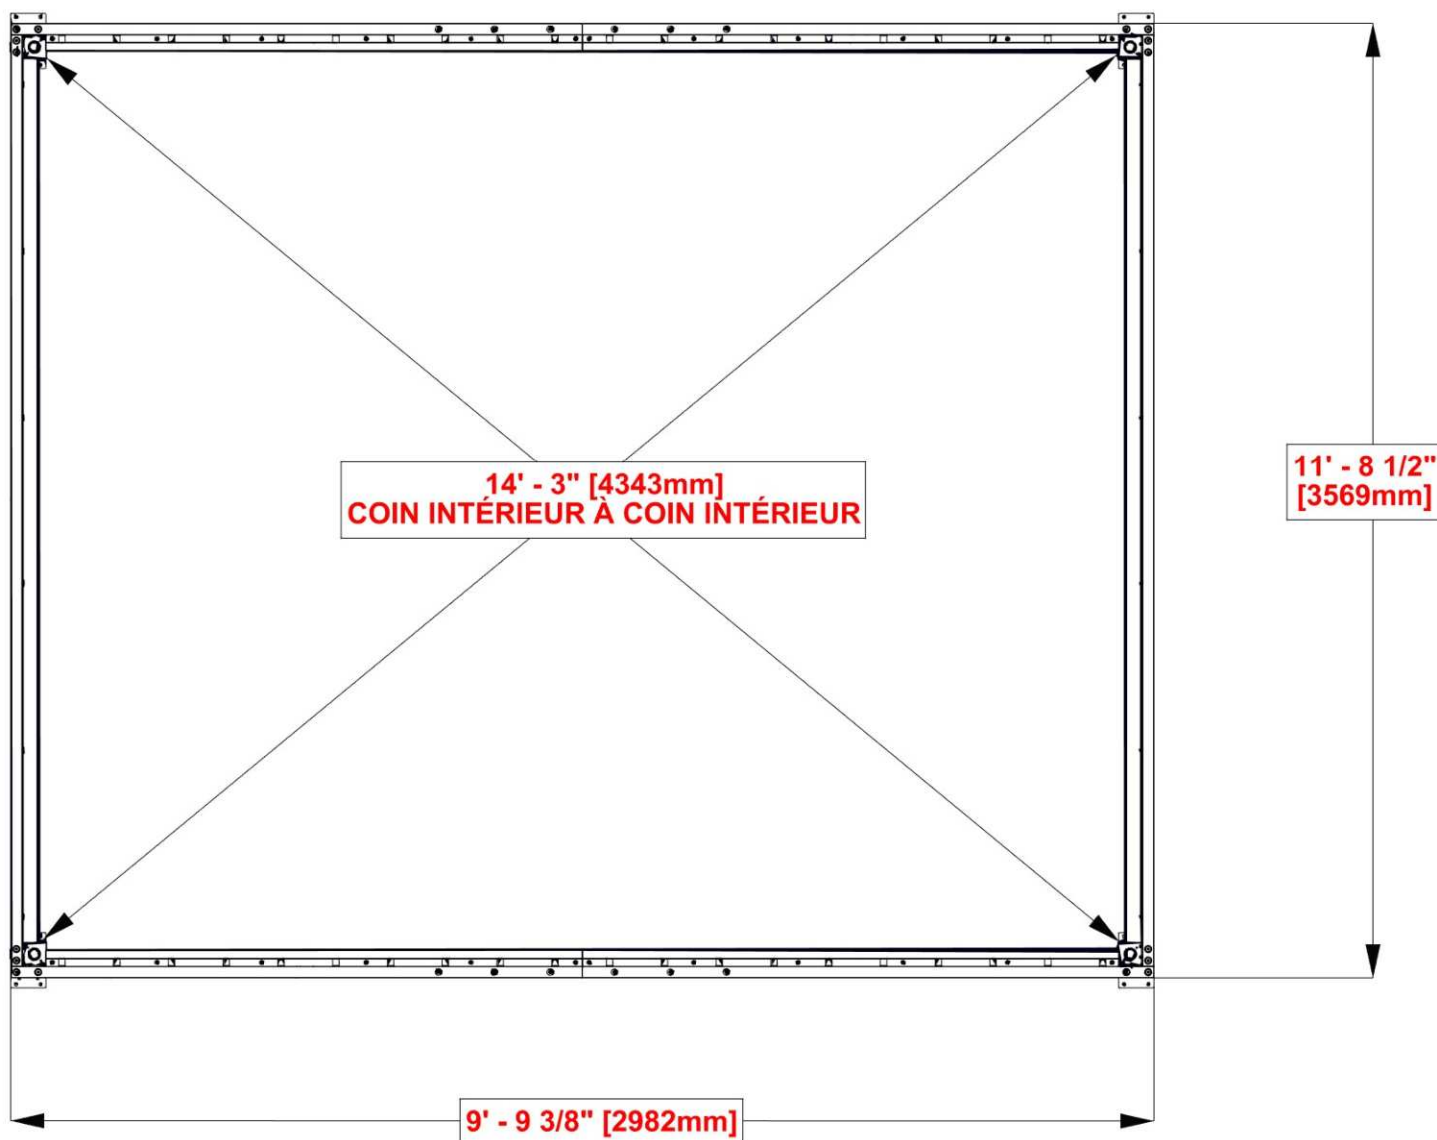 14' - 3" [4343mm]
COIN INTÉRIEUR À COIN INTÉRIEUR
11' - 8 1/2"
[3569mm]
9' - 9 3/8" [2982mm]